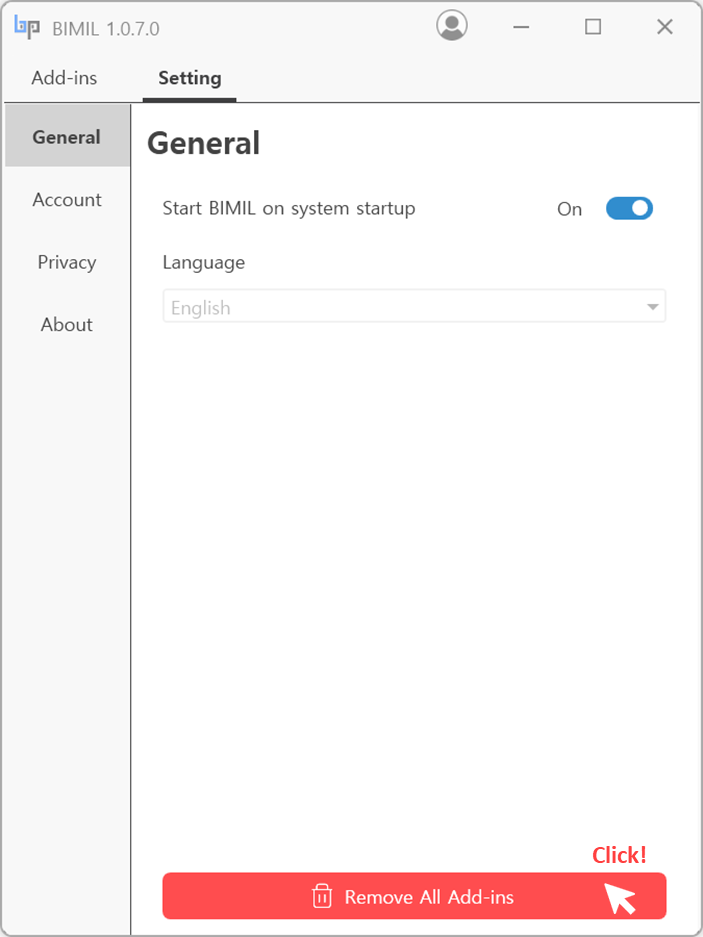 bp BIMIL 1.0.7.0
Add-ins Setting
General
Account
Privacy
About
General
Start BIMIL on system startup On
Language
English
Click!
Remove All Add-ins